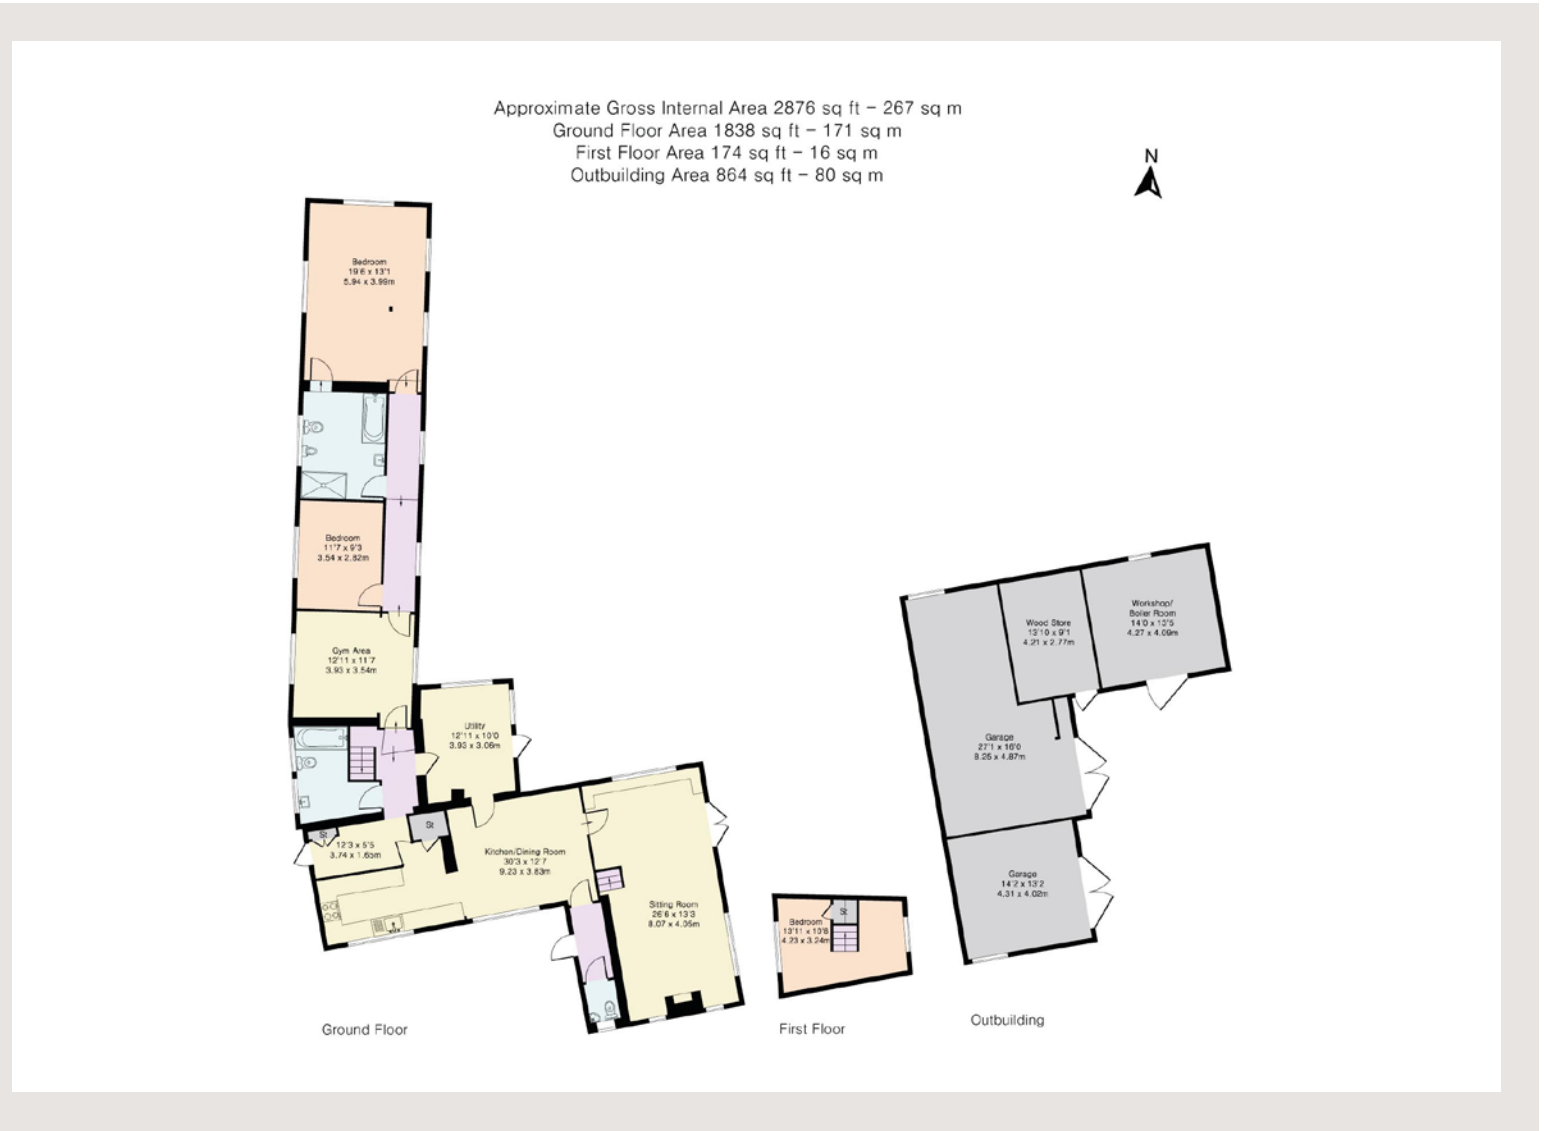 Approximate Gross Internal Area 2876 sq ft - 267 sq m
Ground Floor Area 1838 sq ft - 171 sq m
First Floor Area 174 sq ft - 16 sq m
Outbuilding Area 864 sq ft - 80 sq m
N
Bedroom
19'6 x 13'1
5.94 x 3.99m
Bedroom
11'7 x 9'3
3.54 x 2.82m
Gym Area
12'11 x 11'7
3.93 x 3.54m
Utility
12'11 x 10'0
3.93 x 3.06m
St
12'3 x 5'5
3.74 x 1.65m
St
Kitchen/Dining Room
30'3 x 12'7
9.23 x 3.83m
Sitting Room
26'6 x 13'3
8.07 x 4.05m
Ground Floor
Bedroom
13'11 x 10'8
4.23 x 3.24m
St
First Floor
Wood Store
13'10 x 9'1
4.21 x 2.77m
Workshop/
Boiler Room
14'0 x 13'5
4.27 x 4.09m
Garage
27'1 x 16'0
8.25 x 4.87m
Garage
14'2 x 13'2
4.31 x 4.02m
Outbuilding